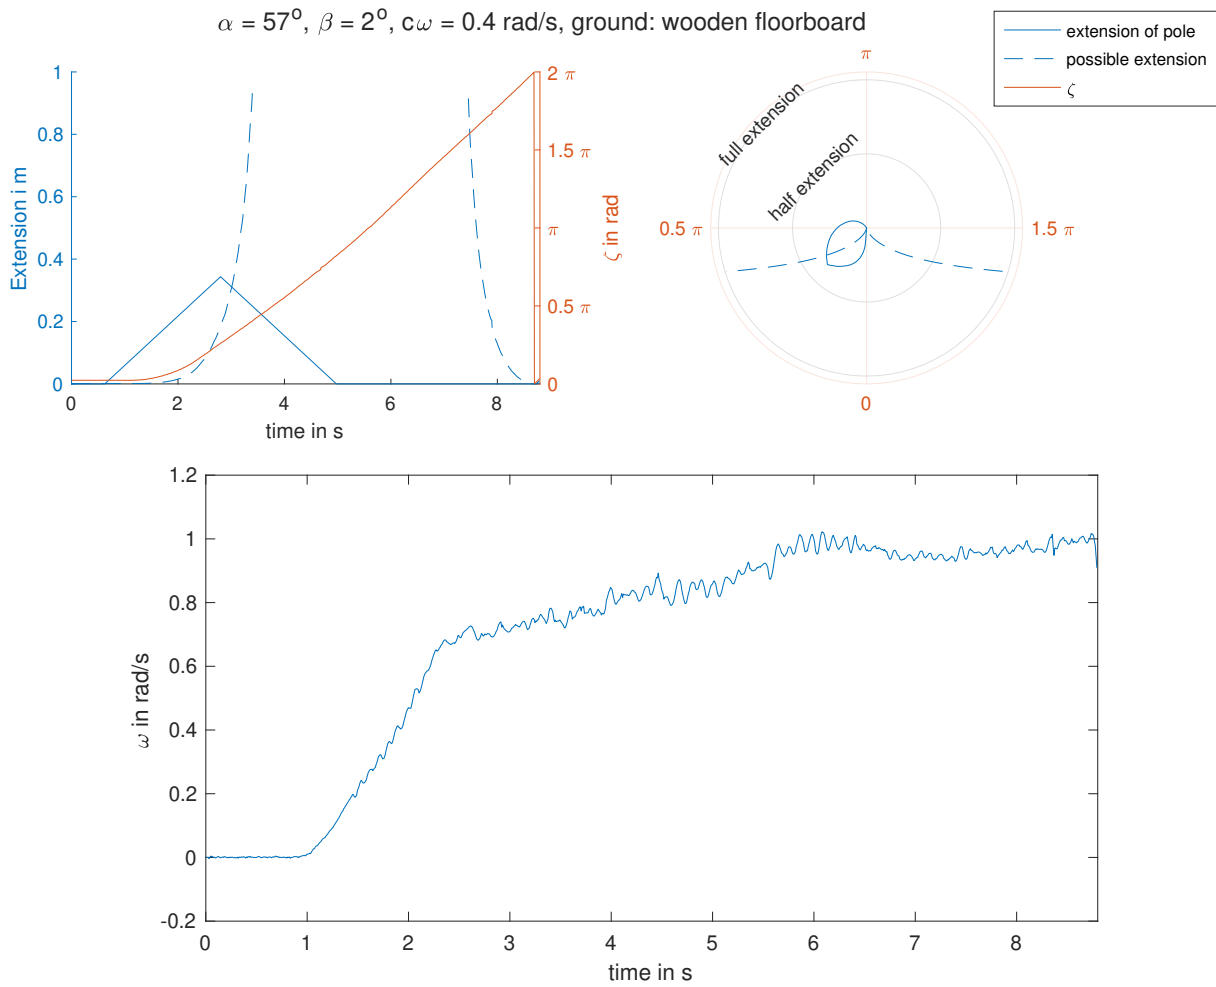 α = 57°, β = 2°, cω = 0.4 rad/s, ground: wooden floorboard
extension of pole
possible extension
ζ
1
0.8
0.6
0.4
0.2
0
Extension i m
0 2 4 6 8
time in s
2 π
1.5 π
π
0.5 π
0
ζ in rad
π
full extension
half extension
0.5 π
1.5 π
0
1.2
1
0.8
0.6
0.4
0.2
0
-0.2
ω in rad/s
0 1 2 3 4 5 6 7 8
time in s